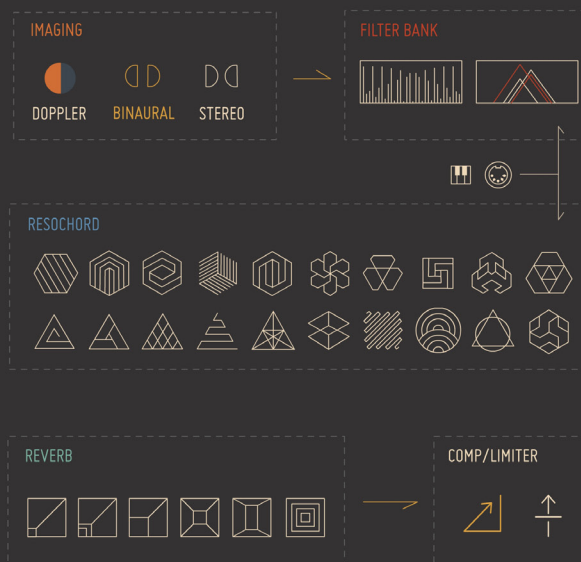 IMAGING
FILTER BANK
DOPPLER
BINAURAL
STEREO
RESOCHORD
REVERB
COMP/LIMITER